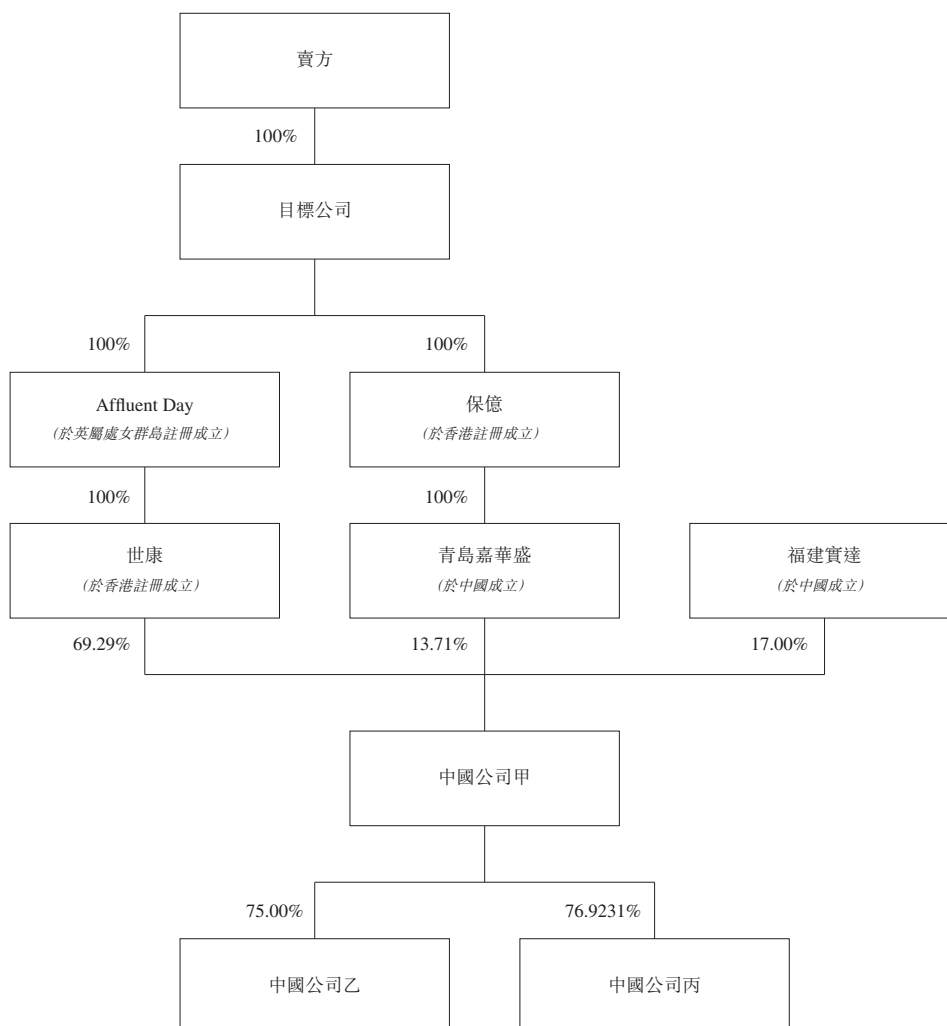 賣方
100%
目標公司
100%
100%
Affluent Day
(於英屬處女群島註冊成立)
保億
(於香港註冊成立)
100%
100%
世康
(於香港註冊成立)
青島嘉華盛
(於中國成立)
福建實達
(於中國成立)
69.29%
13.71%
17.00%
中國公司甲
75.00%
76.9231%
中國公司乙
中國公司丙